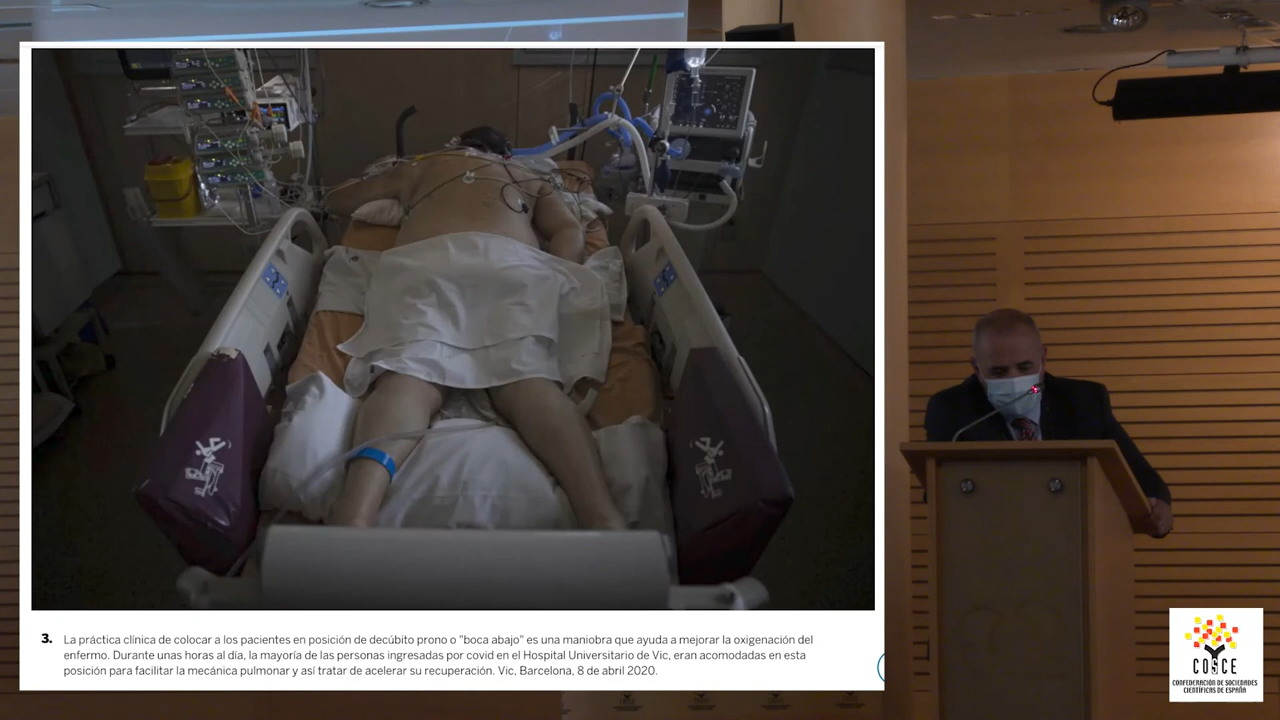 3. La práctica clínica de colocar a los pacientes en posición de decúbito prono o "boca abajo" es una maniobra que ayuda a mejorar la oxigenación del
enfermo. Durante unas horas al día, la mayoría de las personas ingresadas por covid en el Hospital Universitario de Vic, eran acomodadas en esta
posición para facilitar la mecánica pulmonar y así tratar de acelerar su recuperación. Vic, Barcelona, 8 de abril 2020.
COSCE
CONFEDERACIÓN DE SOCIEDADES
CIENTÍFICAS DE ESPAÑA